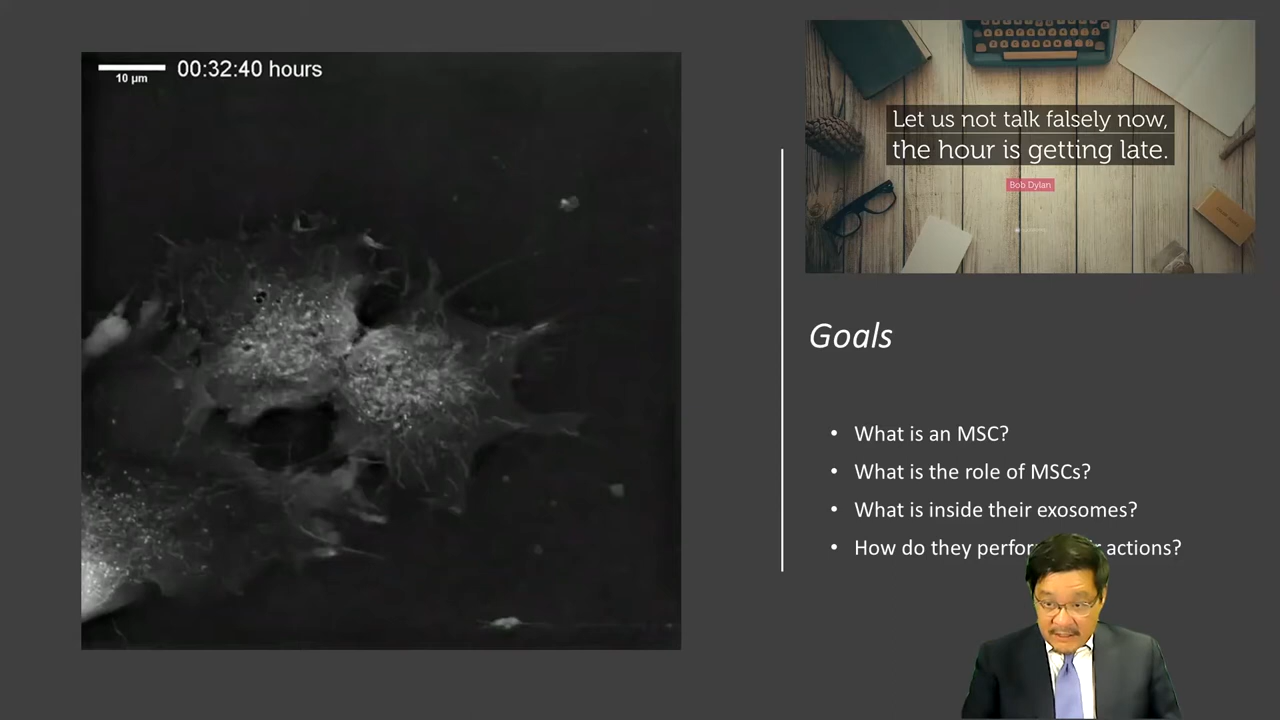 10 µm
00:32:40 hours
Let us not talk falsely now,
the hour is getting late.
Bob Dylan
Goals
• What is an MSC?
• What is the role of MSCs?
• What is inside their exosomes?
• How do they actions?